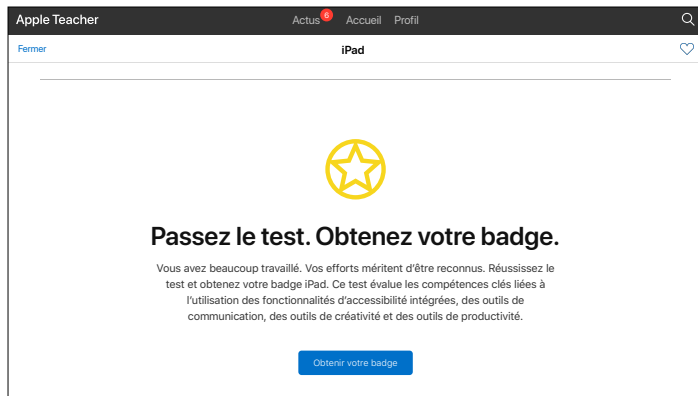 Apple Teacher Actus 6 Accueil Profil
Fermer iPad
Passez le test. Obtenez votre badge.
Vous avez beaucoup travaillé. Vos efforts méritent d’être reconnus. Réussissez le
test et obtenez votre badge iPad. Ce test évalue les compétences clés liées à
l’utilisation des fonctionnalités d’accessibilité intégrées, des outils de
communication, des outils de créativité et des outils de productivité.
Obtenir votre badge